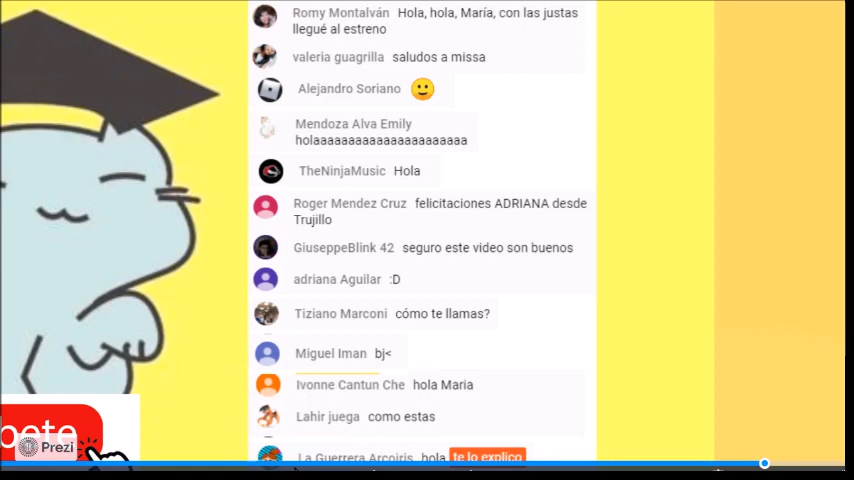 Romy Montalván Hola, hola, María, con las justas
llegué al estreno
valeria guagrilla saludos a missa
Alejandro Soriano 🙂
Mendoza Alva Emily
holaaaaaaaaaaaaaaaaaaaaaa
TheNinjaMusic Hola
Roger Mendez Cruz felicitaciones ADRIANA desde
Trujillo
GiuseppeBlink 42 seguro este video son buenos
adriana Aguilar :D
Tiziano Marconi cómo te llamas?
Miguel Iman bj<
Ivonne Cantun Che hola Maria
Lahir juega como estas
La Guerrera Arcoiris hola te lo explico
bete
Prezi